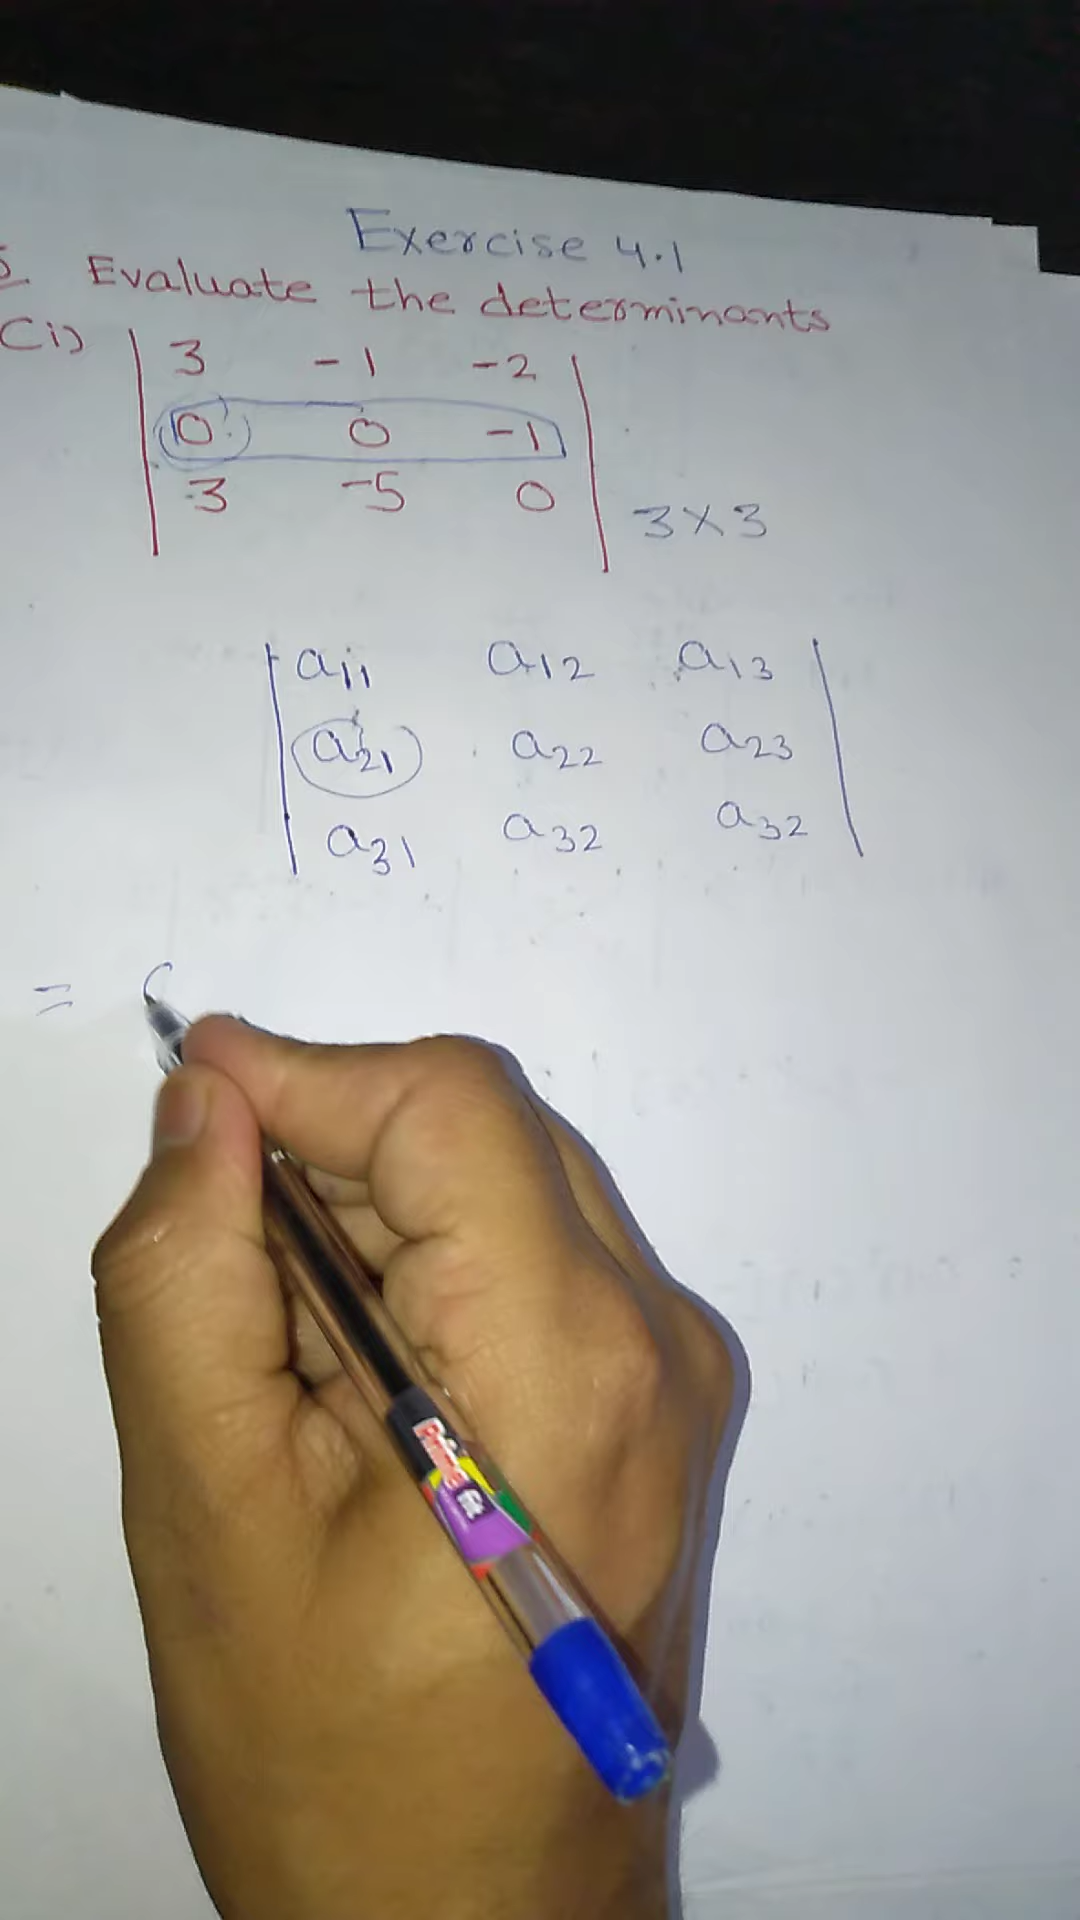 Exercise 4.1
5. Evaluate the determinants
(i) | 3 -1 -2 |
| 0 0 -1 |
| 3 -5 0 | 3×3
| a11 a12 a13 |
| a21 a22 a23 |
| a31 a32 a32 |
=